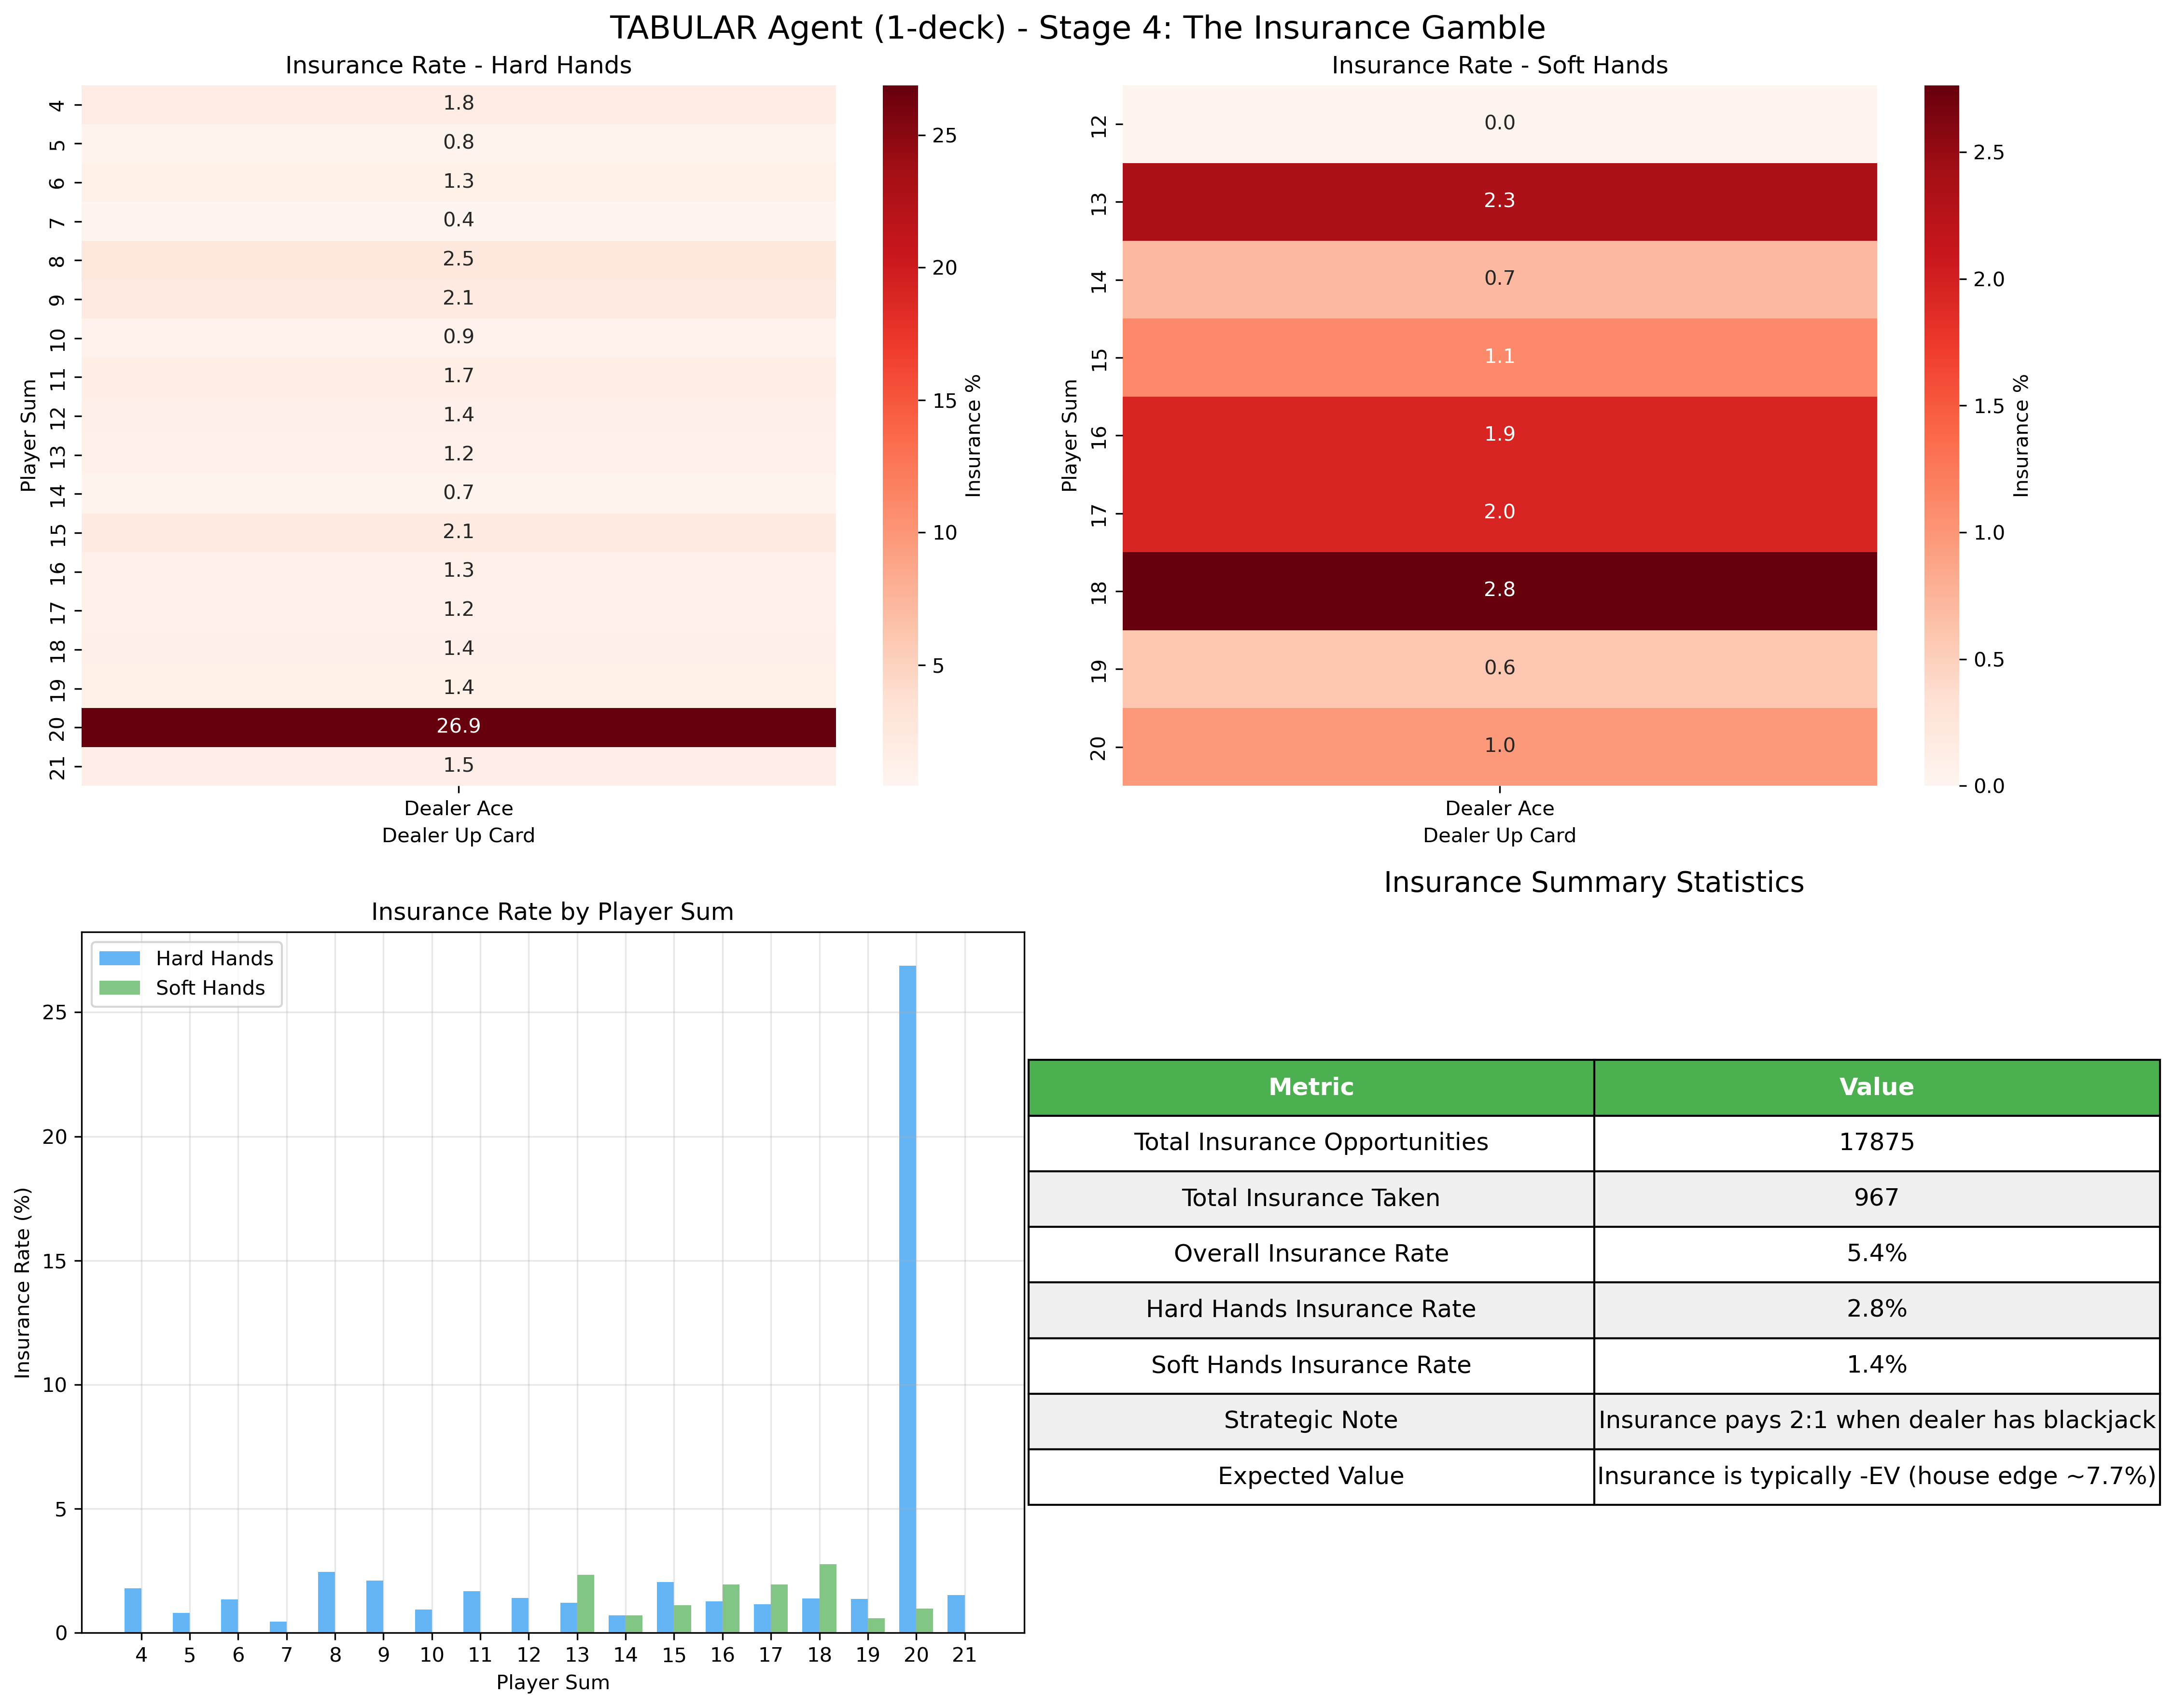 TABULAR Agent (1-deck) - Stage 4: The Insurance Gamble
Insurance Rate - Hard Hands
4
5
6
7
8
9
10
11
12
13
14
15
16
17
18
19
20
21
Player Sum
1.8
0.8
1.3
0.4
2.5
2.1
0.9
1.7
1.4
1.2
0.7
2.1
1.3
1.2
1.4
1.4
26.9
1.5
Dealer Ace
Dealer Up Card
25
20
15
10
5
Insurance %
Insurance Rate - Soft Hands
12
13
14
15
16
17
18
19
20
Player Sum
0.0
2.3
0.7
1.1
1.9
2.0
2.8
0.6
1.0
Dealer Ace
Dealer Up Card
2.5
2.0
1.5
1.0
0.5
0.0
Insurance %
Insurance Rate by Player Sum
Hard Hands
Soft Hands
25
20
15
10
5
0
Insurance Rate (%)
4 5 6 7 8 9 10 11 12 13 14 15 16 17 18 19 20 21
Player Sum
Insurance Summary Statistics
Metric Value
Total Insurance Opportunities 17875
Total Insurance Taken 967
Overall Insurance Rate 5.4%
Hard Hands Insurance Rate 2.8%
Soft Hands Insurance Rate 1.4%
Strategic Note Insurance pays 2:1 when dealer has blackjack
Expected Value Insurance is typically -EV (house edge ~7.7%)